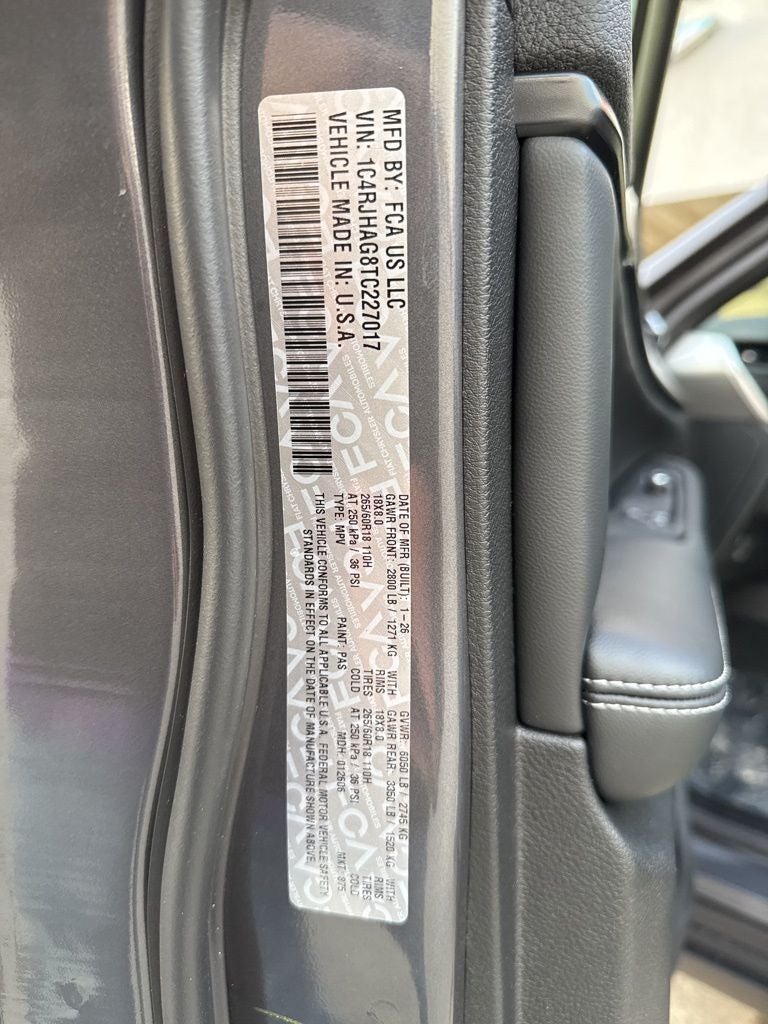 MFD BY: FCA US LLC
VIN: 1C4RJHAG8TC227017
VEHICLE MADE IN: U.S.A.
DATE OF MFR (BUILT): 1-26 GVWR: 6050 LB / 2745 KG
GAWR FRONT: 2800 LB / 1271 KG WITH GAWR REAR: 3350 LB / 1520 KG WITH
18X8.0 RIMS 18X8.0 RIMS
265/60R18 110H TIRES 265/60R18 110H TIRES
AT 250 kPa / 36 PSI COLD AT 250 kPa / 36 PSI COLD
TYPE: MPV PAINT: PAS MDH: 012606 MKT: 875
THIS VEHICLE CONFORMS TO ALL APPLICABLE U.S.A. FEDERAL MOTOR VEHICLE SAFETY
STANDARDS IN EFFECT ON THE DATE OF MANUFACTURE SHOWN ABOVE.